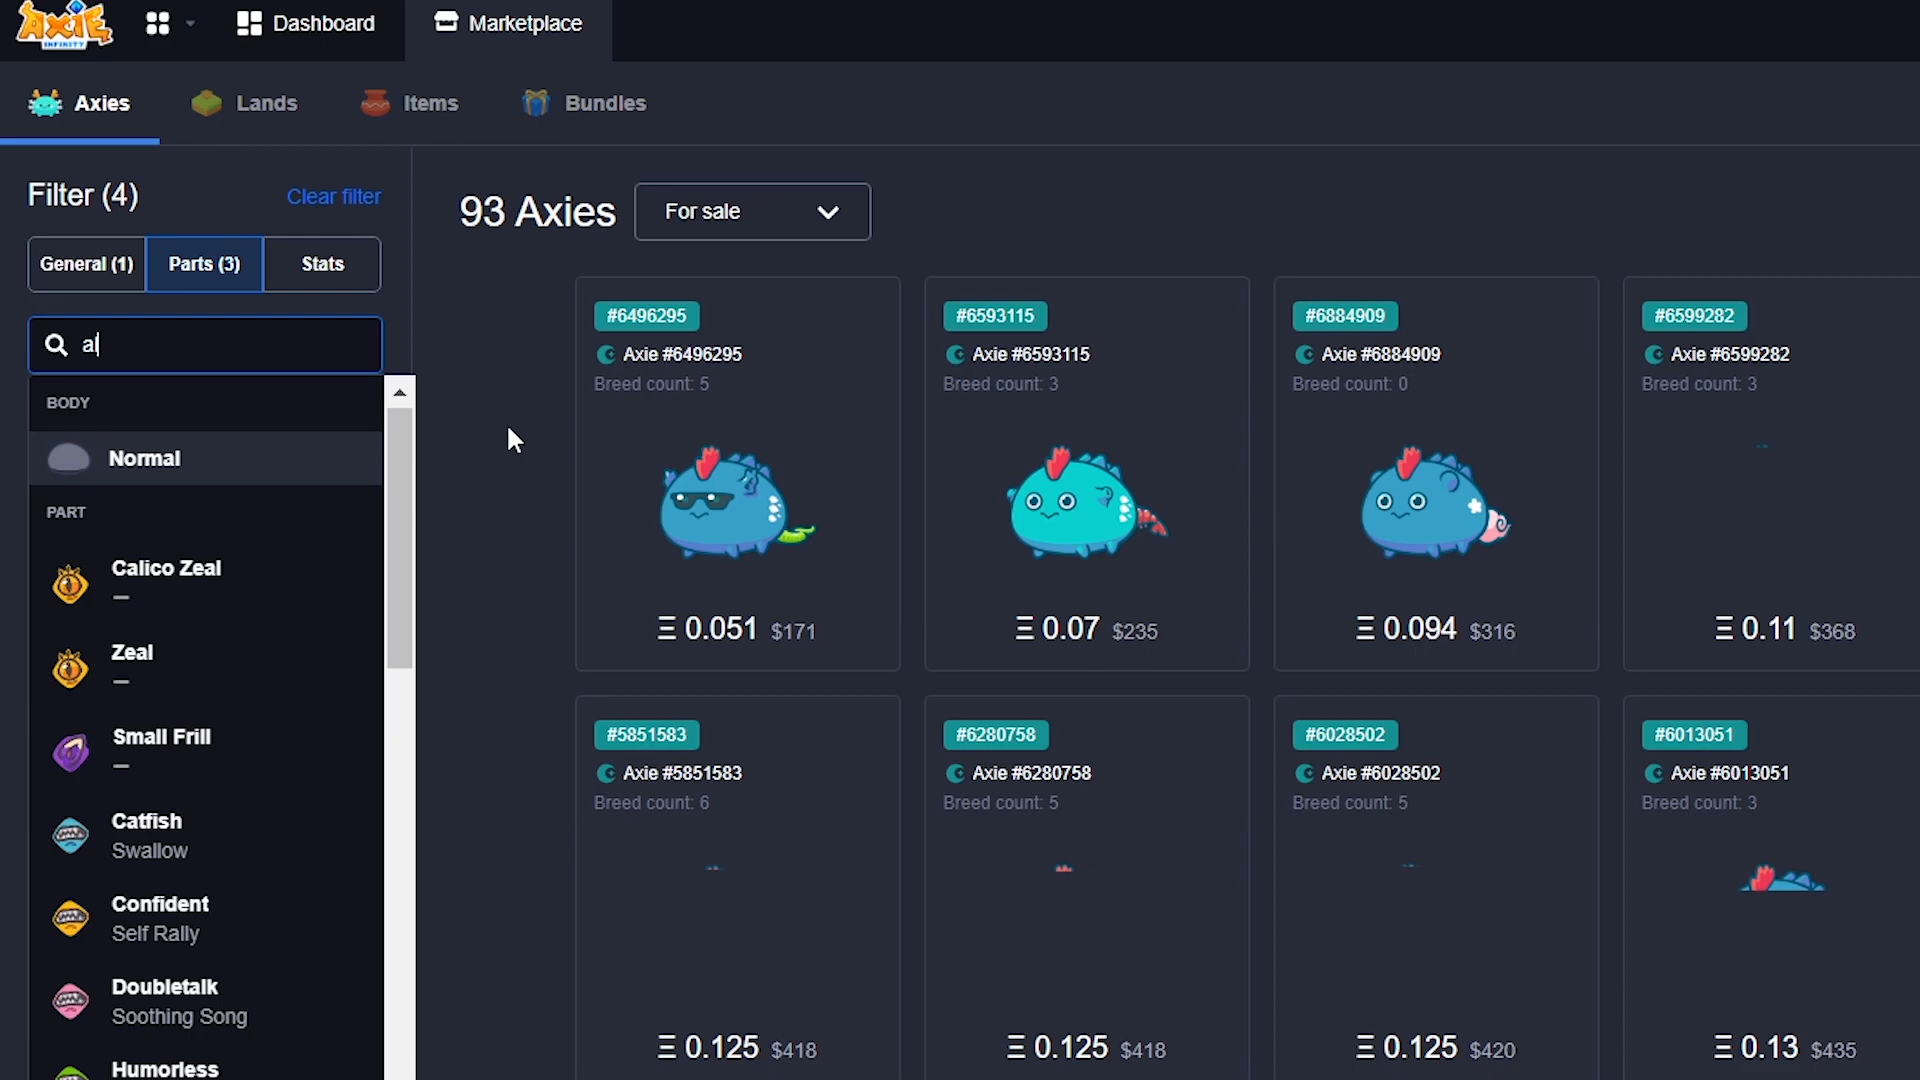 AXIE
INFINITY
Dashboard
Marketplace
Axies
Lands
Items
Bundles
Filter (4)
Clear filter
General (1)
Parts (3)
Stats
al
BODY
Normal
PART
Calico Zeal
—
Zeal
—
Small Frill
—
Catfish
Swallow
Confident
Self Rally
Doubletalk
Soothing Song
Humorless
93 Axies
For sale
#6496295
Axie #6496295
Breed count: 5
Ξ 0.051 $171
#6593115
Axie #6593115
Breed count: 3
Ξ 0.07 $235
#6884909
Axie #6884909
Breed count: 0
Ξ 0.094 $316
#6599282
Axie #6599282
Breed count: 3
Ξ 0.11 $368
#5851583
Axie #5851583
Breed count: 6
Ξ 0.125 $418
#6280758
Axie #6280758
Breed count: 5
Ξ 0.125 $418
#6028502
Axie #6028502
Breed count: 5
Ξ 0.125 $420
#6013051
Axie #6013051
Breed count: 3
Ξ 0.13 $435